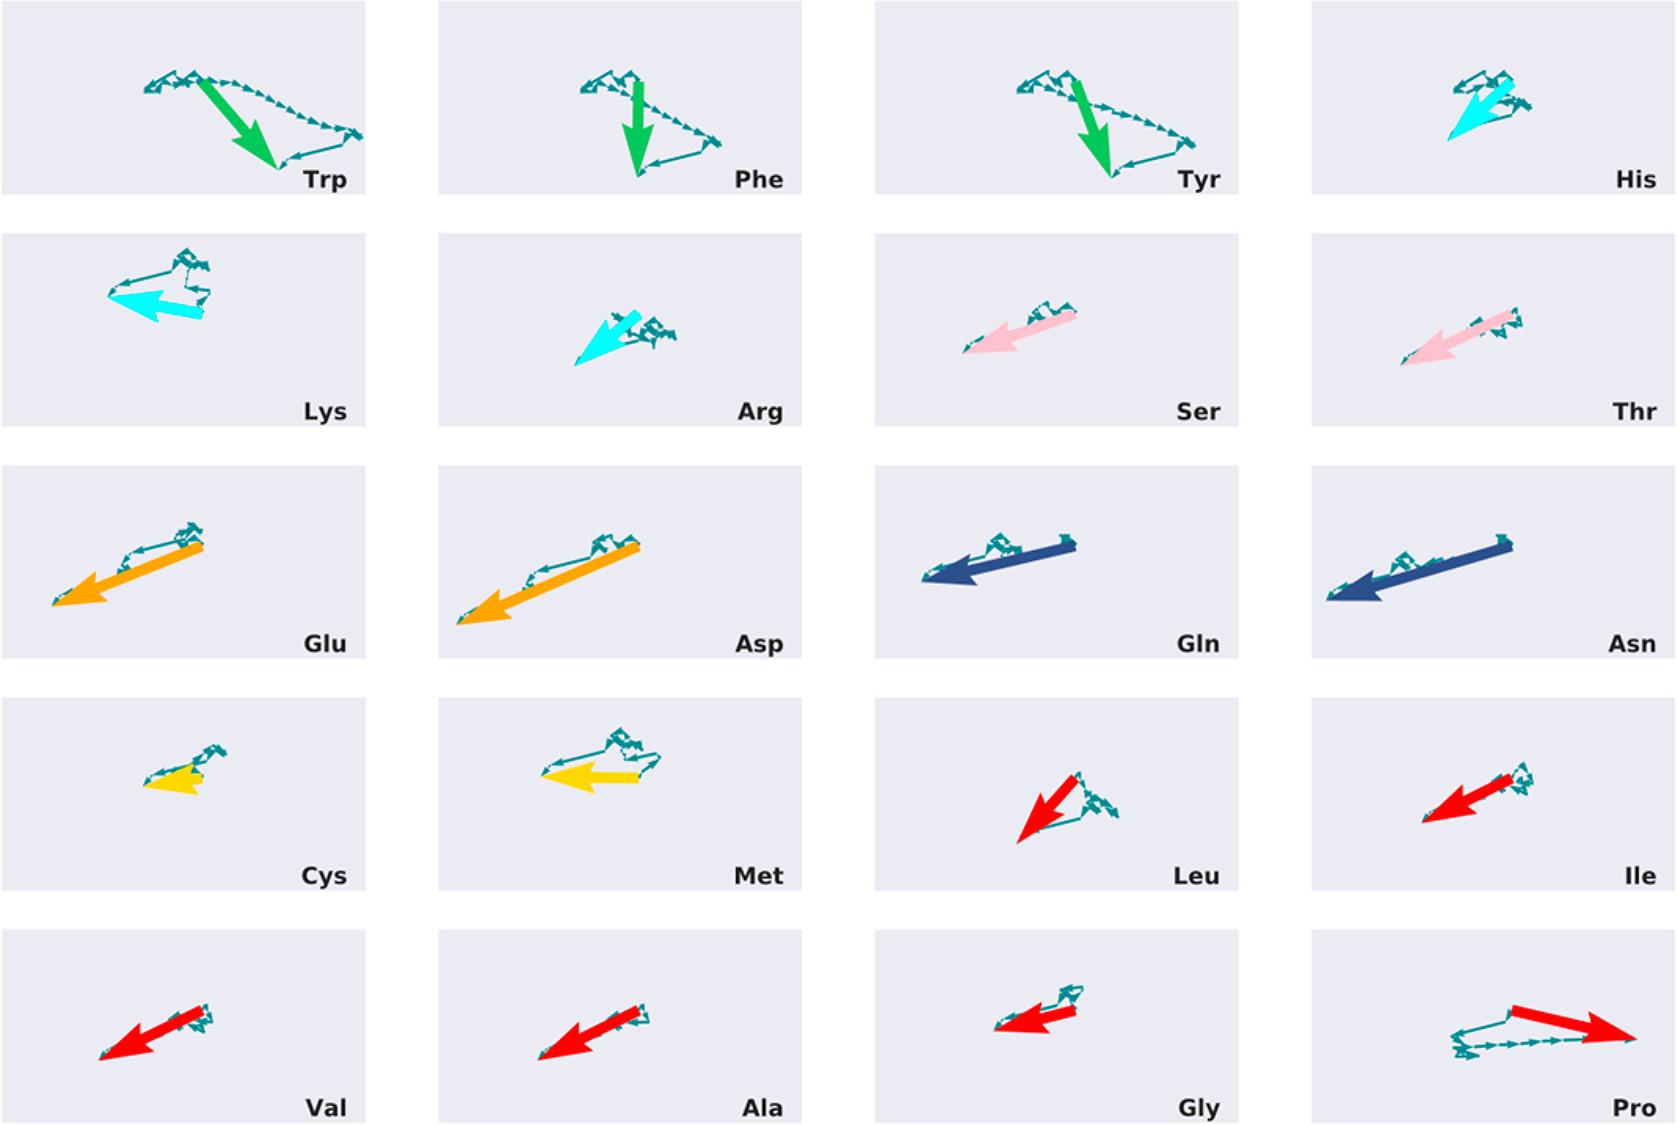 Trp Phe Tyr His
Lys Arg Ser Thr
Glu Asp Gln Asn
Cys Met Leu Ile
Val Ala Gly Pro